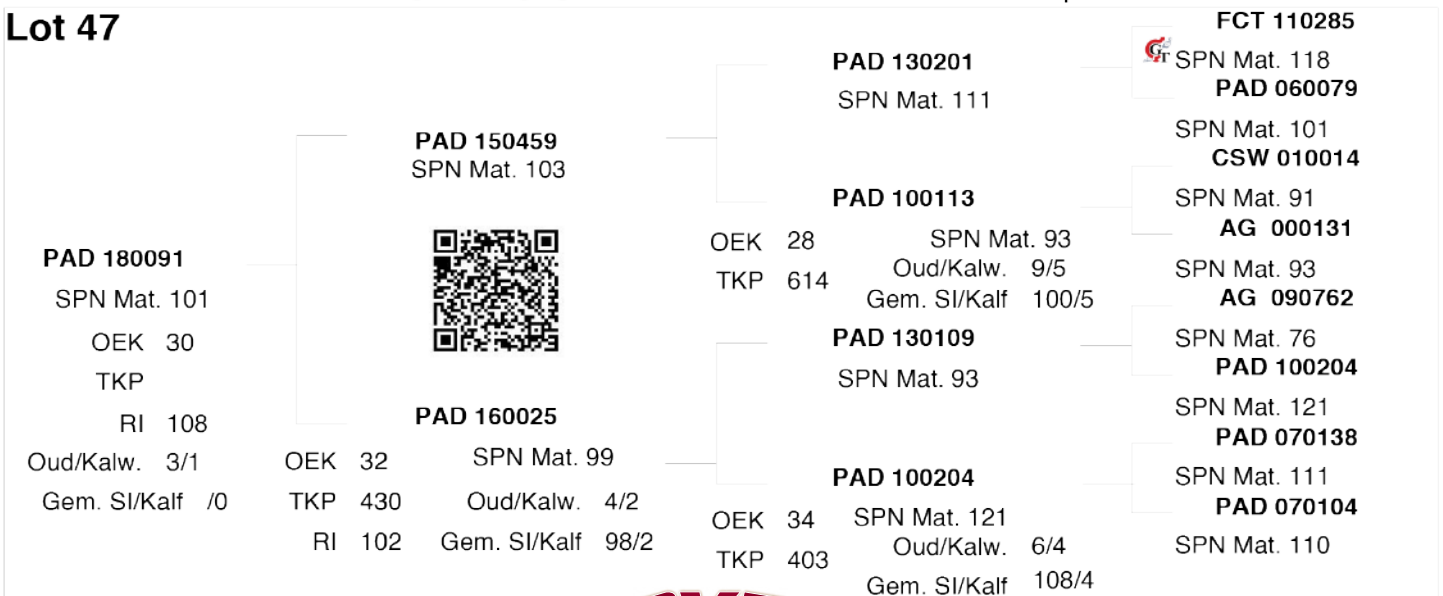 Lot 47
PAD 180091
SPN Mat. 101
OEK 30
TKP
RI 108
Oud/Kalw. 3/1
Gem. SI/Kalf /0
PAD 150459
SPN Mat. 103
PAD 160025
SPN Mat. 99
OEK 32
TKP 430
Oud/Kalw. 4/2
RI 102
Gem. SI/Kalf 98/2
PAD 130201
SPN Mat. 111
PAD 100113
OEK 28
SPN Mat. 93
TKP 614
Oud/Kalw. 9/5
Gem. SI/Kalf 100/5
PAD 130109
SPN Mat. 93
PAD 100204
OEK 34
SPN Mat. 121
TKP 403
Oud/Kalw. 6/4
Gem. SI/Kalf 108/4
FCT 110285
GT
SPN Mat. 118
PAD 060079
SPN Mat. 101
CSW 010014
SPN Mat. 91
AG 000131
SPN Mat. 93
AG 090762
SPN Mat. 76
PAD 100204
SPN Mat. 121
PAD 070138
SPN Mat. 111
PAD 070104
SPN Mat. 110